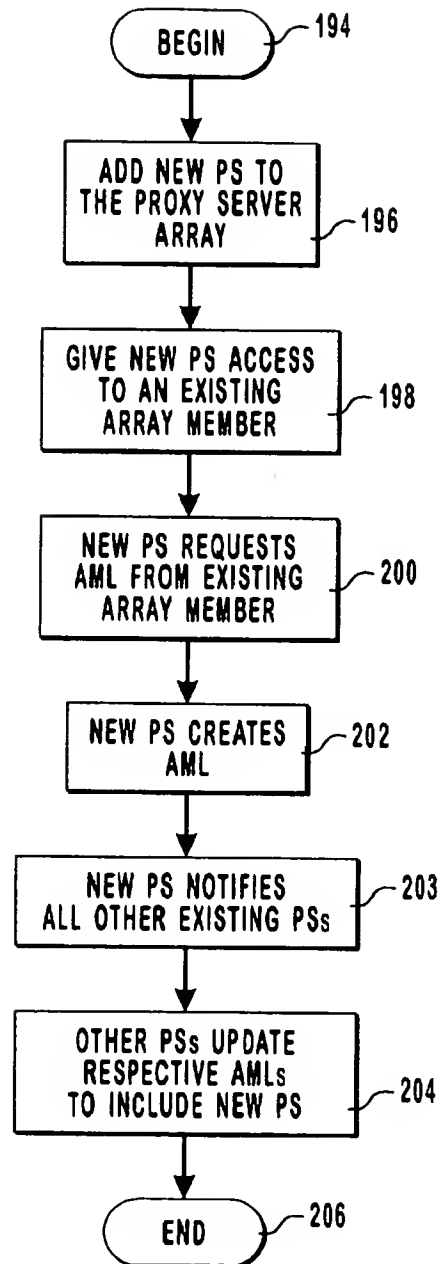 BEGIN
194
ADD NEW PS TO
THE PROXY SERVER
ARRAY
196
GIVE NEW PS ACCESS
TO AN EXISTING
ARRAY MEMBER
198
NEW PS REQUESTS
AML FROM EXISTING
ARRAY MEMBER
200
NEW PS CREATES
AML
202
NEW PS NOTIFIES
ALL OTHER EXISTING PSs
203
OTHER PSs UPDATE
RESPECTIVE AMLs
TO INCLUDE NEW PS
204
END
206